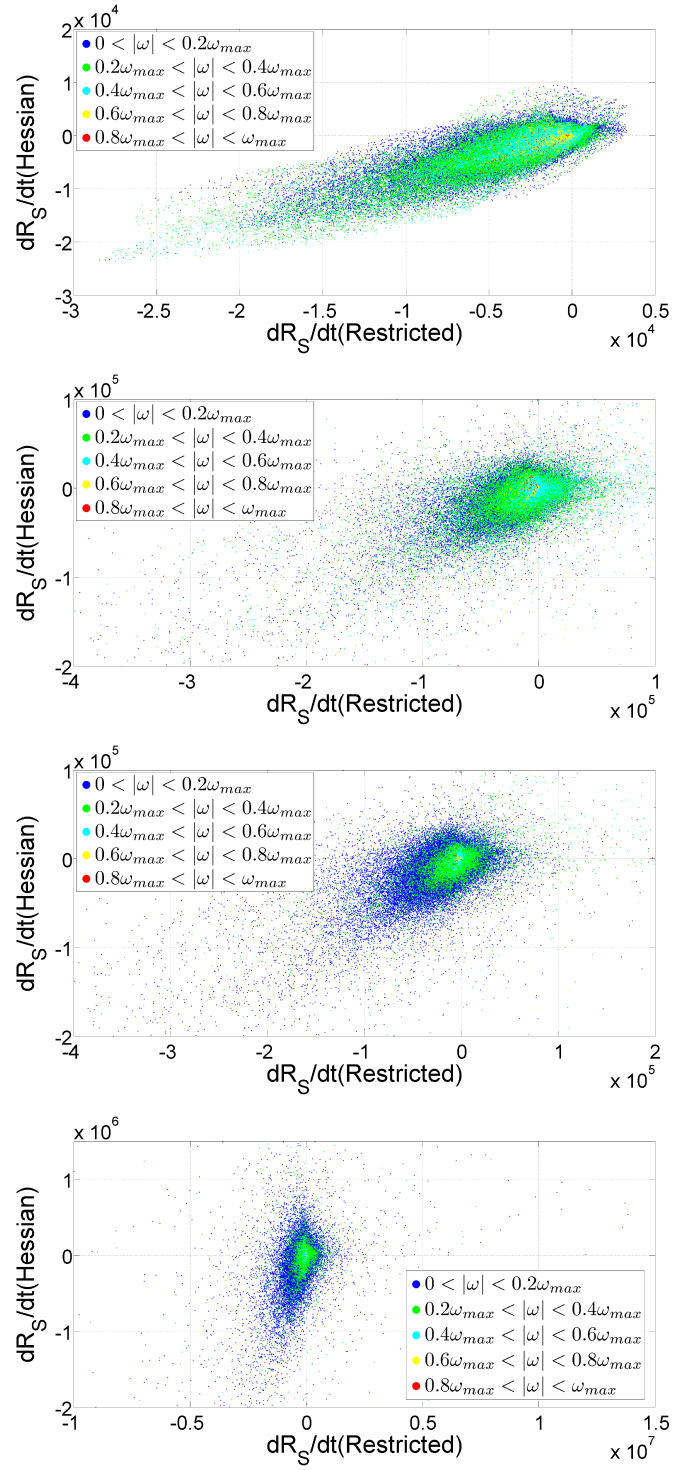 x 10^4
2
1
0
-1
-2
-3
dR_S/dt(Hessian)
0 < |ω| < 0.2ω_max
0.2ω_max < |ω| < 0.4ω_max
0.4ω_max < |ω| < 0.6ω_max
0.6ω_max < |ω| < 0.8ω_max
0.8ω_max < |ω| < ω_max
-3 -2.5 -2 -1.5 -1 -0.5 0 0.5
dR_S/dt(Restricted)
x 10^4
x 10^5
1
0
-1
-2
dR_S/dt(Hessian)
0 < |ω| < 0.2ω_max
0.2ω_max < |ω| < 0.4ω_max
0.4ω_max < |ω| < 0.6ω_max
0.6ω_max < |ω| < 0.8ω_max
0.8ω_max < |ω| < ω_max
-4 -3 -2 -1 0 1
dR_S/dt(Restricted)
x 10^5
x 10^5
1
0
-1
-2
dR_S/dt(Hessian)
0 < |ω| < 0.2ω_max
0.2ω_max < |ω| < 0.4ω_max
0.4ω_max < |ω| < 0.6ω_max
0.6ω_max < |ω| < 0.8ω_max
0.8ω_max < |ω| < ω_max
-4 -3 -2 -1 0 1 2
dR_S/dt(Restricted)
x 10^5
x 10^6
1
0
-1
-2
dR_S/dt(Hessian)
0 < |ω| < 0.2ω_max
0.2ω_max < |ω| < 0.4ω_max
0.4ω_max < |ω| < 0.6ω_max
0.6ω_max < |ω| < 0.8ω_max
0.8ω_max < |ω| < ω_max
-1 -0.5 0 0.5 1 1.5
dR_S/dt(Restricted)
x 10^7